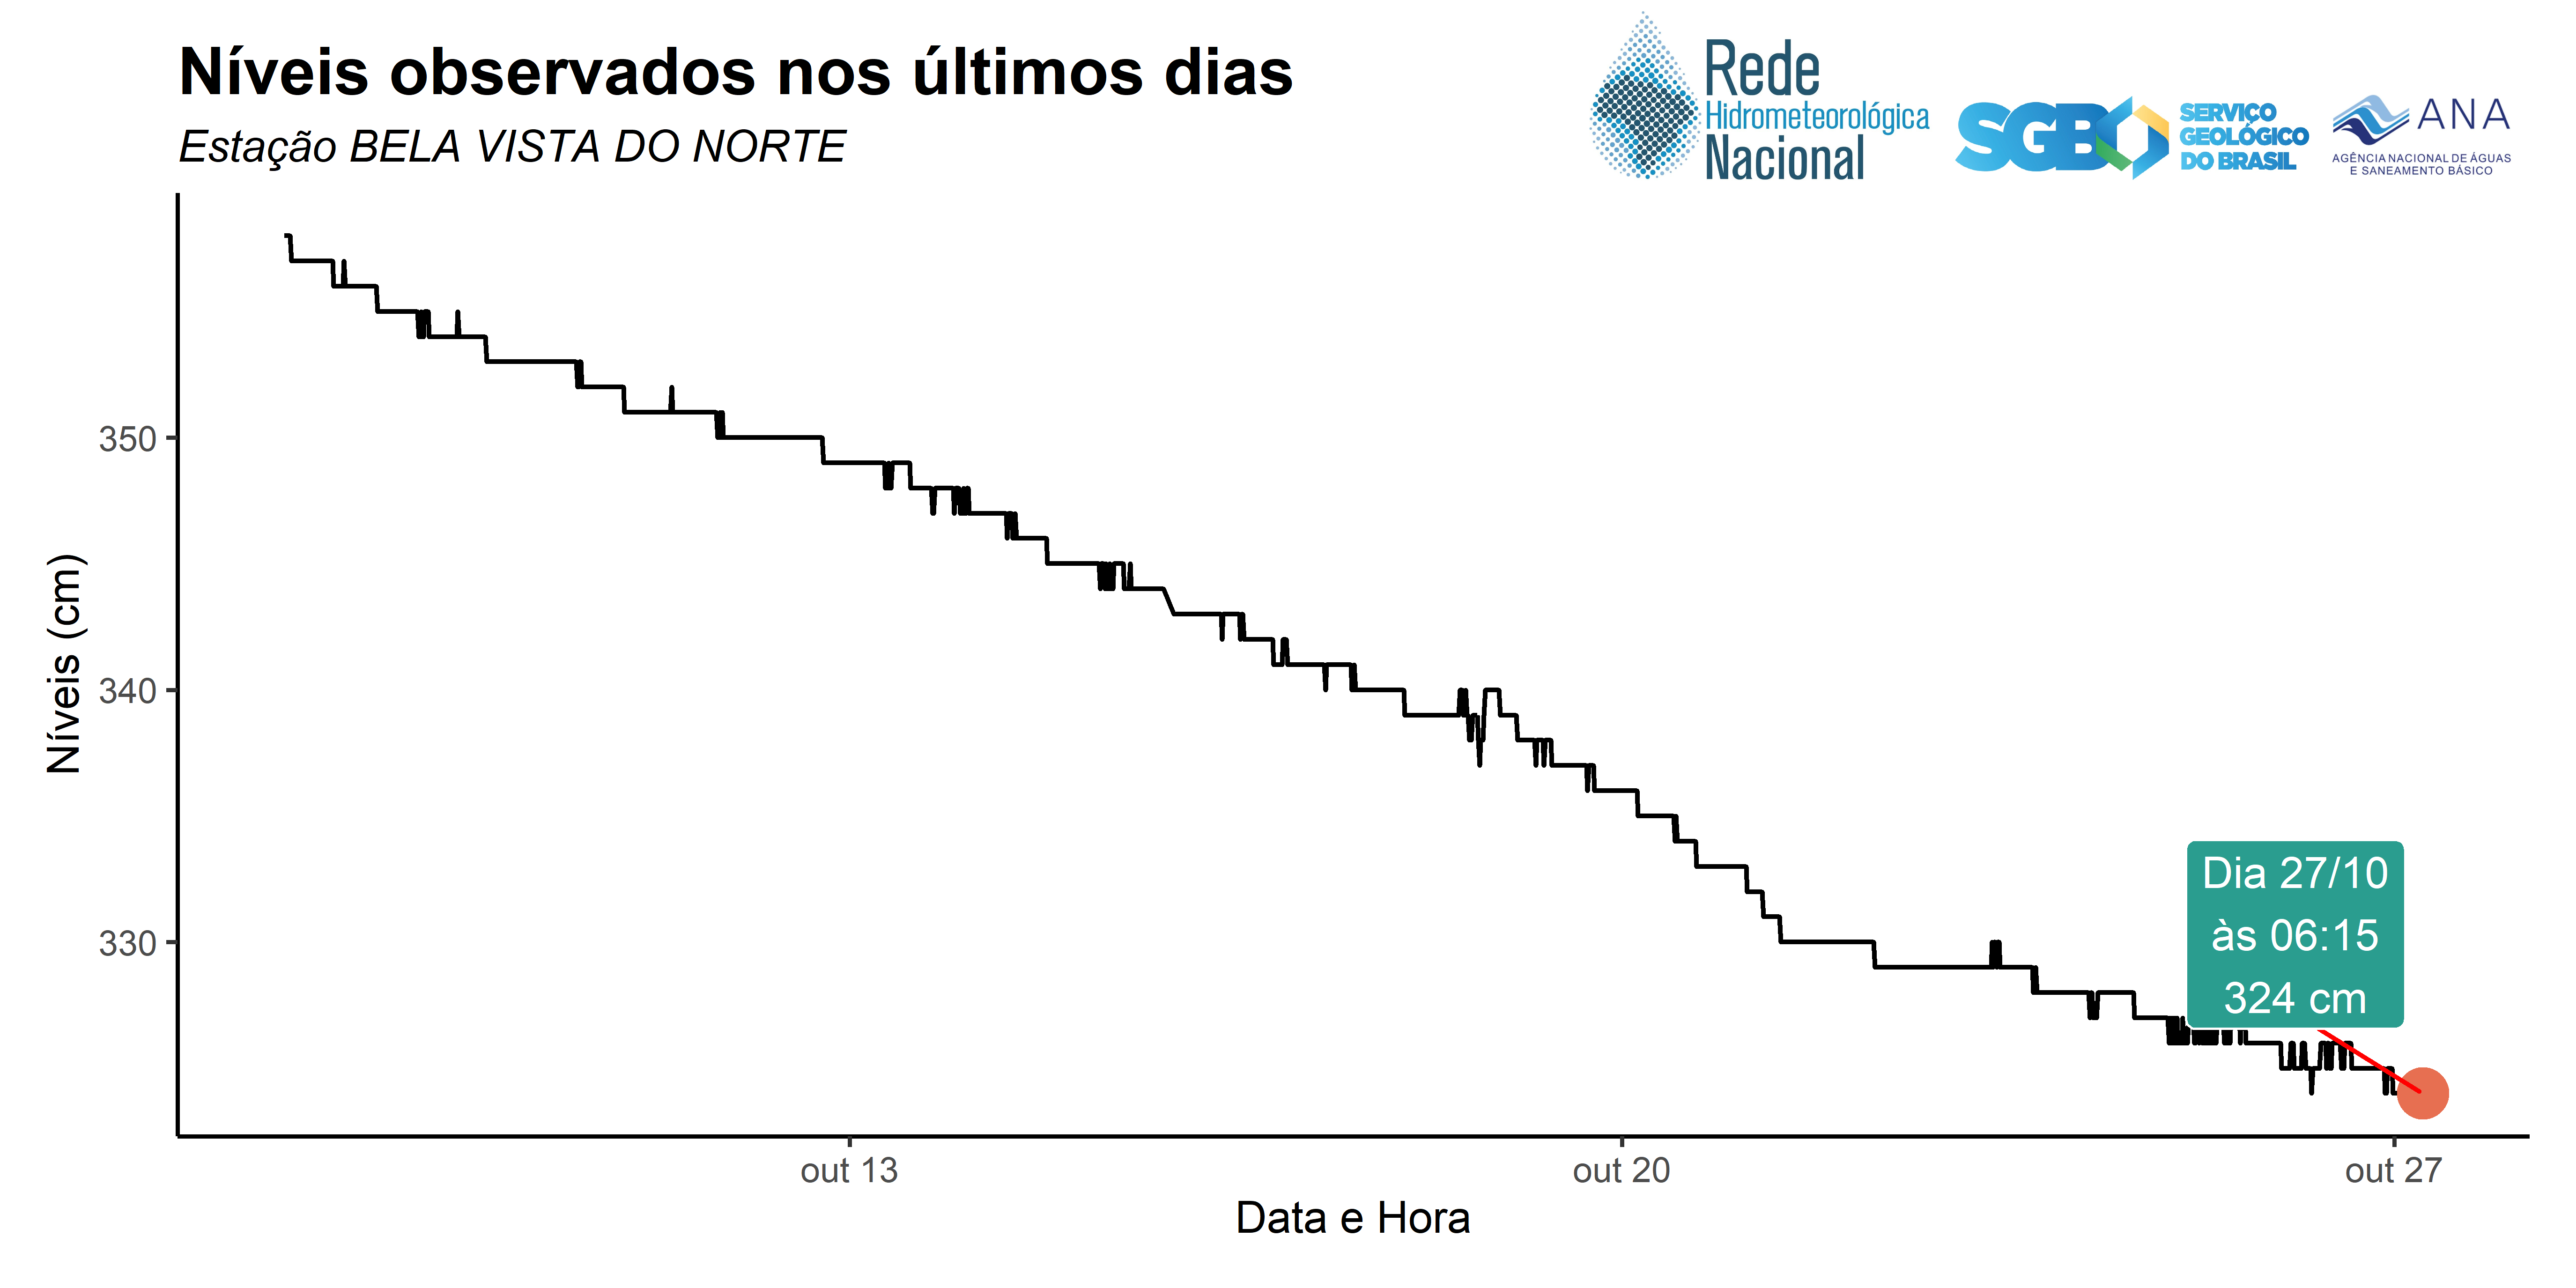 Níveis observados nos últimos dias
Estação BELA VISTA DO NORTE
Rede
Hidrometeorológica
Nacional
SGB
SERVIÇO
GEOLÓGICO
DO BRASIL
ANA
AGÊNCIA NACIONAL DE ÁGUAS
E SANEAMENTO BÁSICO
Níveis (cm)
350
340
330
Dia 27/10
às 06:15
324 cm
out 13
out 20
out 27
Data e Hora